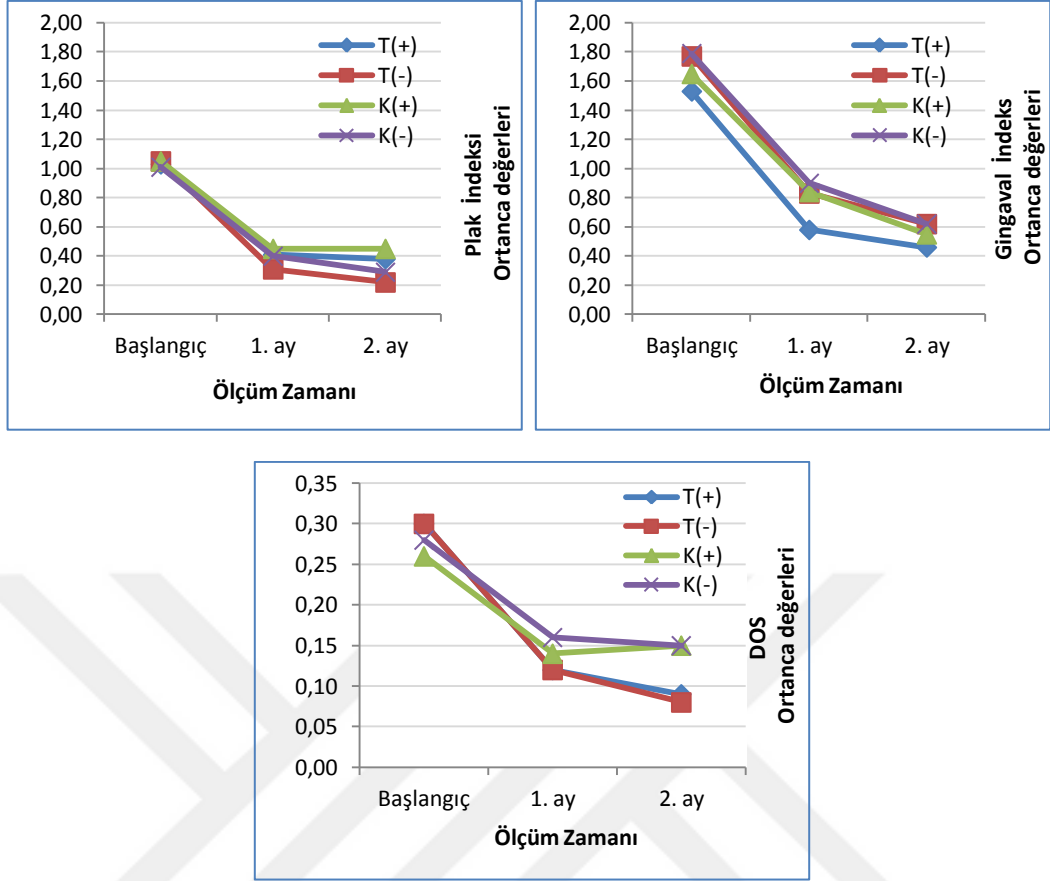 2,00
1,80
1,60
1,40
1,20
1,00
0,80
0,60
0,40
0,20
0,00
T(+)
T(-)
K(+)
K(-)
Plak indeksi
Ortanca değerleri
Başlangıç
1. ay
2. ay
Ölçüm Zamanı
2,00
1,80
1,60
1,40
1,20
1,00
0,80
0,60
0,40
0,20
0,00
T(+)
T(-)
K(+)
K(-)
Gingaval indeks
Ortanca değerleri
Başlangıç
1. ay
2. ay
Ölçüm Zamanı
0,35
0,30
0,25
0,20
0,15
0,10
0,05
0,00
T(+)
T(-)
K(+)
K(-)
DOS
Ortanca değerleri
Başlangıç
1. ay
2. ay
Ölçüm Zamanı